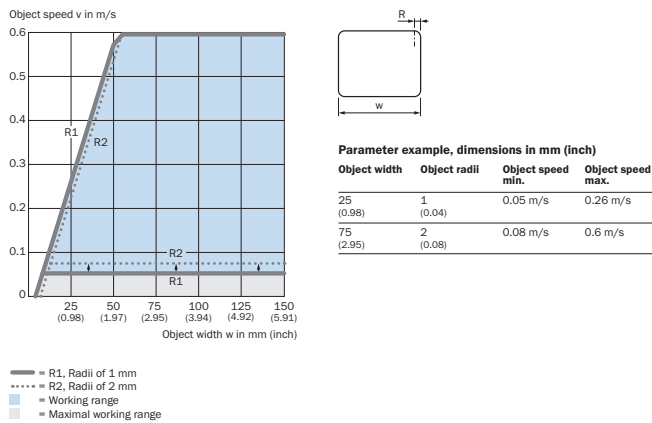 Object speed v in m/s
0.6
0.5
0.4
0.3
0.2
0.1
0
R1
R2
R2
R1
25 50 75 100 125 150
(0.98) (1.97) (2.95) (3.94) (4.92) (5.91)
Object width w in mm (inch)
= R1, Radii of 1 mm
= R2, Radii of 2 mm
= Working range
= Maximal working range
R
w
Parameter example, dimensions in mm (inch)
Object width Object radii Object speed min. Object speed max.
25 1 0.05 m/s 0.26 m/s
(0.98) (0.04)
75 2 0.08 m/s 0.6 m/s
(2.95) (0.08)